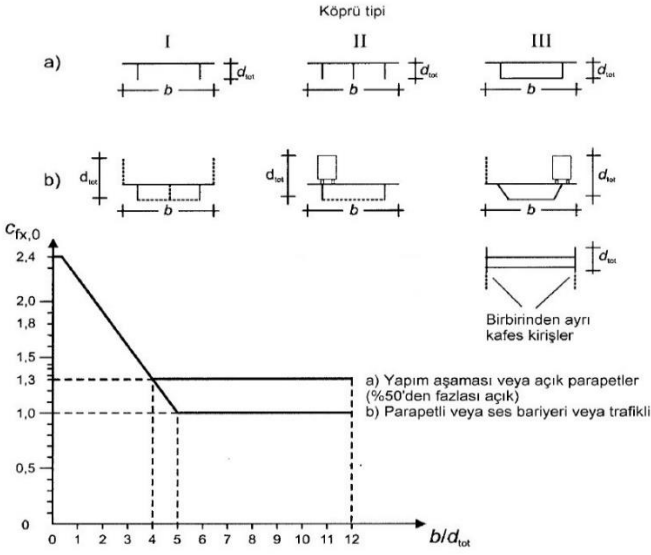 Köprü tipi
I II III
a) d_tot d_tot d_tot
b b b
b) d_tot d_tot d_tot
b b b
d_tot
Birbirinden ayrı
kafes kirişler
c_fx,0
2,4
2,0
1,8
1,5
1,3
1,0
0,5
0
a) Yapım aşaması veya açık parapetler
(%50'den fazlası açık)
b) Parapetli veya ses bariyeri veya trafikli
0 1 2 3 4 5 6 7 8 9 10 11 12 b/d_tot